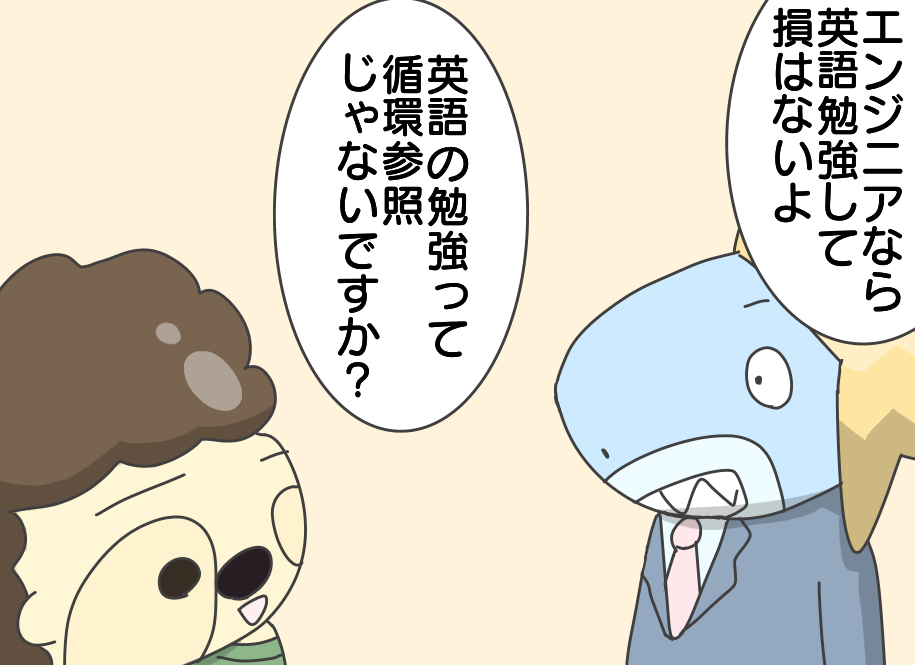 エンジニアなら
英語勉強して
損はないよ
英語の勉強って
循環参照
じゃないですか？